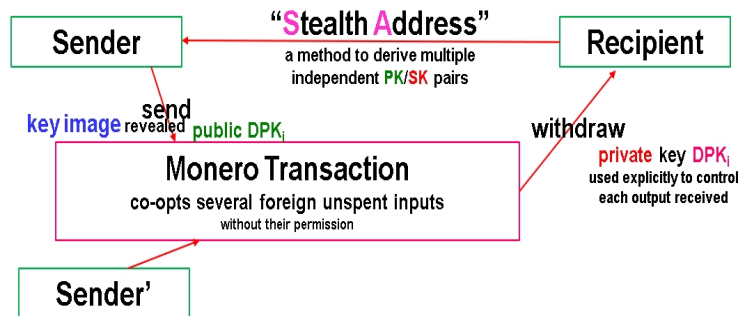 “Stealth Address”
Sender
Recipient
a method to derive multiple
independent PK/SK pairs
send
key image revealed public DPKi
withdraw
Monero Transaction
co-opts several foreign unspent inputs
without their permission
private key DPKi
used explicitly to control
each output received
Sender’